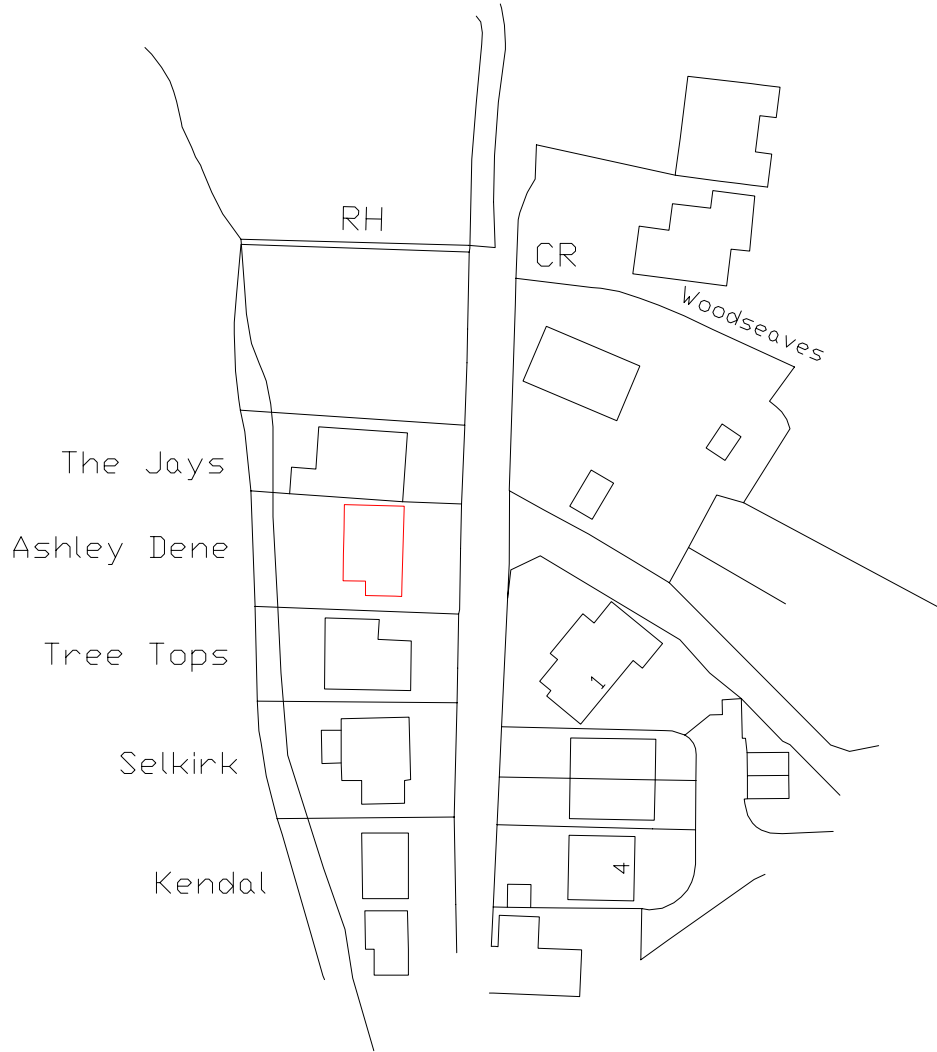 RH
CR
Woodseaves
The Jays
Ashley Dene
Tree Tops
1
Selkirk
4
Kendal